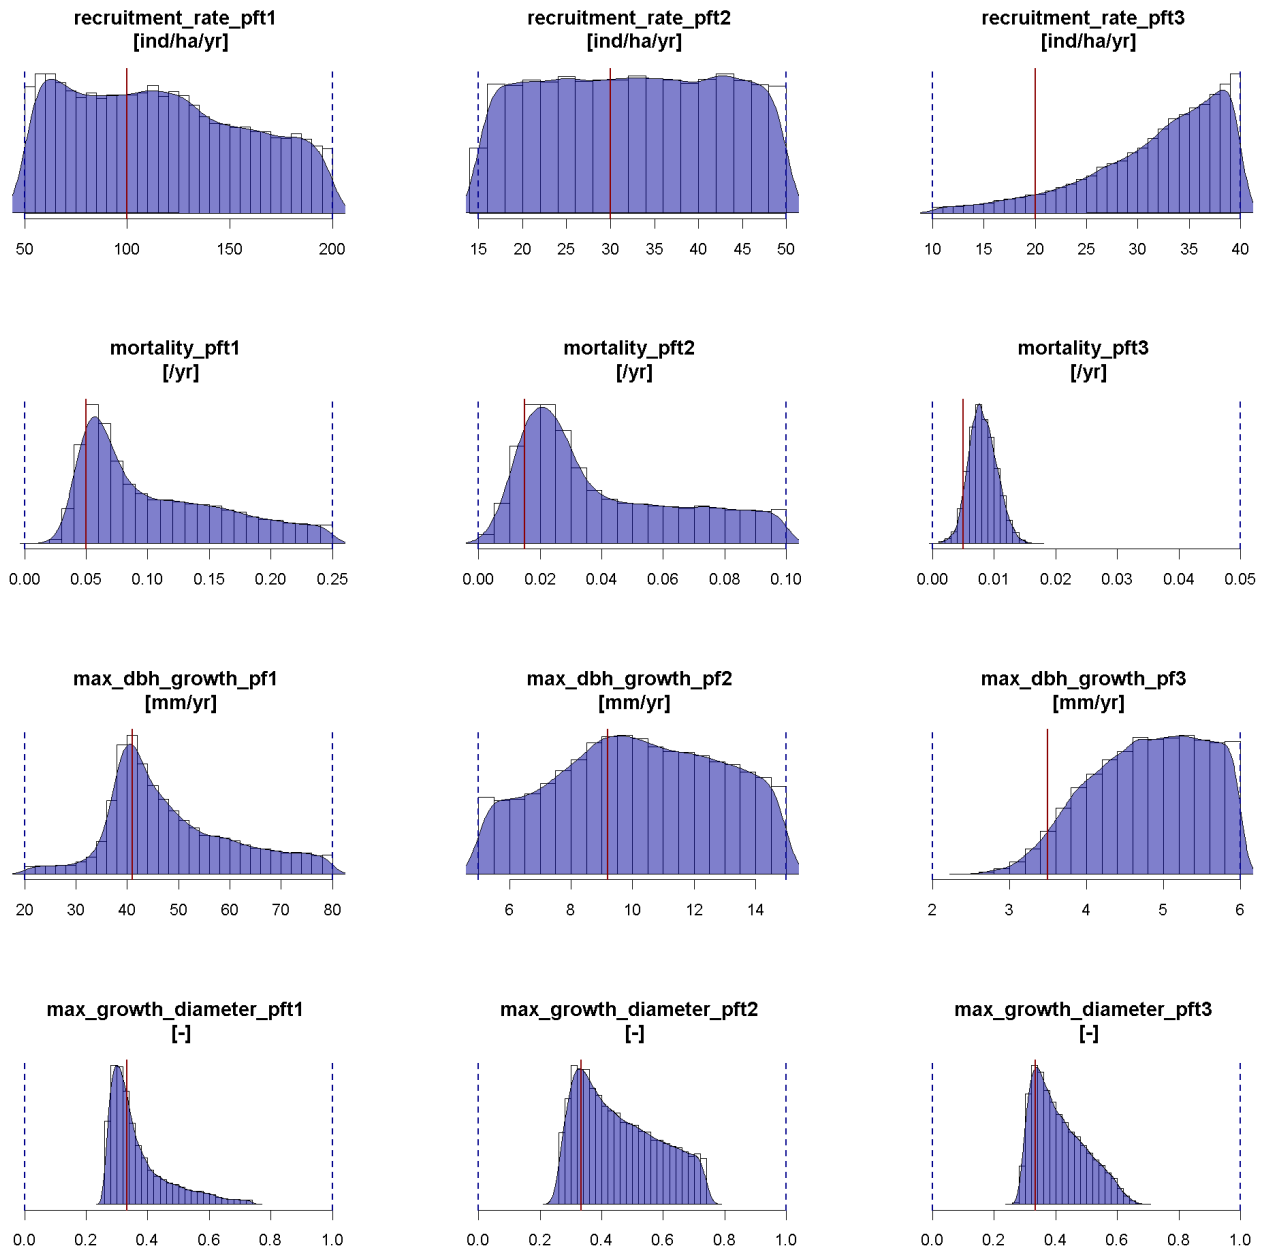 recruitment_rate_pft1
[ind/ha/yr]
recruitment_rate_pft2
[ind/ha/yr]
recruitment_rate_pft3
[ind/ha/yr]
50 100 150 200
15 20 25 30 35 40 45 50
10 15 20 25 30 35 40
mortality_pft1
[/yr]
mortality_pft2
[/yr]
mortality_pft3
[/yr]
0.00 0.05 0.10 0.15 0.20 0.25
0.00 0.02 0.04 0.06 0.08 0.10
0.00 0.01 0.02 0.03 0.04 0.05
max_dbh_growth_pf1
[mm/yr]
max_dbh_growth_pf2
[mm/yr]
max_dbh_growth_pf3
[mm/yr]
20 30 40 50 60 70 80
6 8 10 12 14
2 3 4 5 6
max_growth_diameter_pft1
[-]
max_growth_diameter_pft2
[-]
max_growth_diameter_pft3
[-]
0.0 0.2 0.4 0.6 0.8 1.0
0.0 0.2 0.4 0.6 0.8 1.0
0.0 0.2 0.4 0.6 0.8 1.0